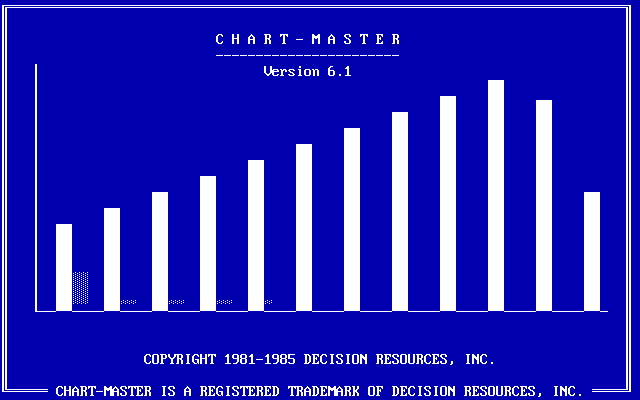 C H A R T - M A S T E R
Version 6.1
COPYRIGHT 1981-1985 DECISION RESOURCES, INC.
CHART-MASTER IS A REGISTERED TRADEMARK OF DECISION RESOURCES, INC.